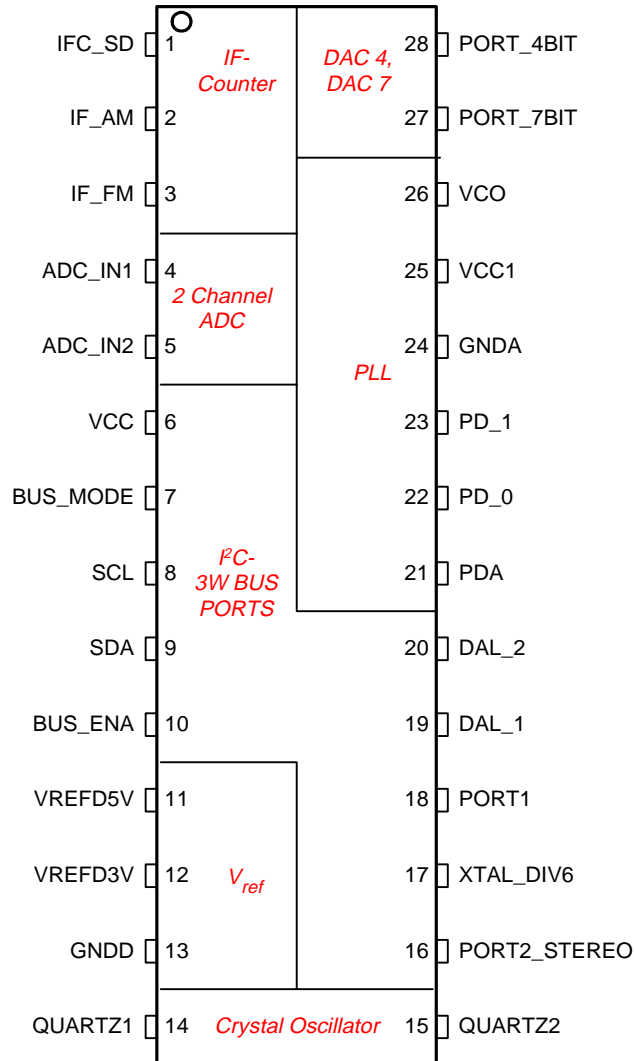 IFC_SD 1 IF- DAC 4, 28 PORT_4BIT
Counter DAC 7
IF_AM 2 27 PORT_7BIT
IF_FM 3 26 VCO
ADC_IN1 4 25 VCC1
2 Channel
ADC
ADC_IN2 5 24 GNDA
PLL
VCC 6 23 PD_1
BUS_MODE 7 22 PD_0
I²C-
SCL 8 3W BUS 21 PDA
PORTS
SDA 9 20 DAL_2
BUS_ENA 10 19 DAL_1
VREFD5V 11 18 PORT1
VREFD3V 12 Vref 17 XTAL_DIV6
GNDD 13 16 PORT2_STEREO
QUARTZ1 14 Crystal Oscillator 15 QUARTZ2